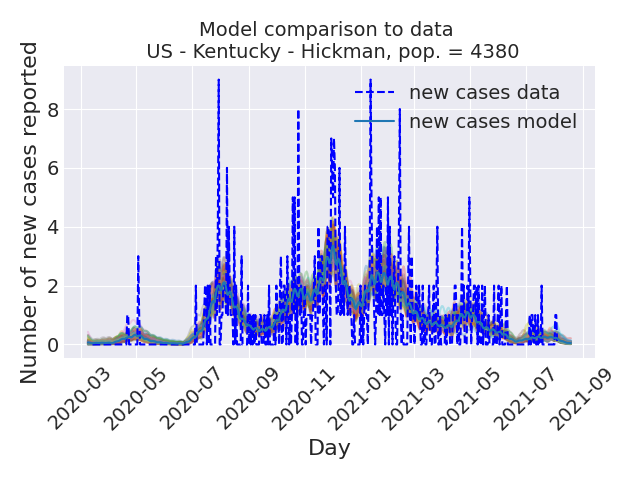 Model comparison to data
US - Kentucky - Hickman, pop. = 4380
Number of new cases reported
8
6
4
2
0
new cases data
new cases model
2020-03
2020-05
2020-07
2020-09
2020-11
2021-01
2021-03
2021-05
2021-07
2021-09
Day